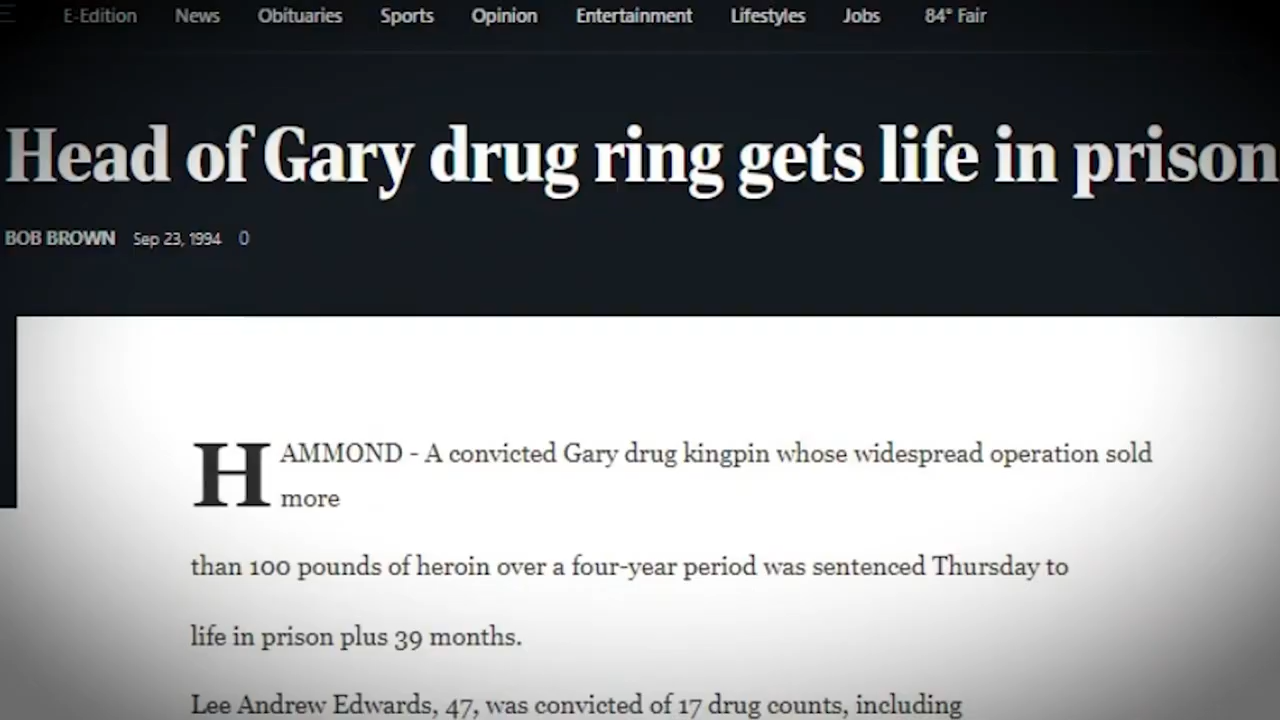 E-Edition News Obituaries Sports Opinion Entertainment Lifestyles Jobs 84° Fair
Head of Gary drug ring gets life in prison
BOB BROWN Sep 23, 1994 0
HAMMOND - A convicted Gary drug kingpin whose widespread operation sold
more
than 100 pounds of heroin over a four-year period was sentenced Thursday to
life in prison plus 39 months.
Lee Andrew Edwards, 47, was convicted of 17 drug counts, including